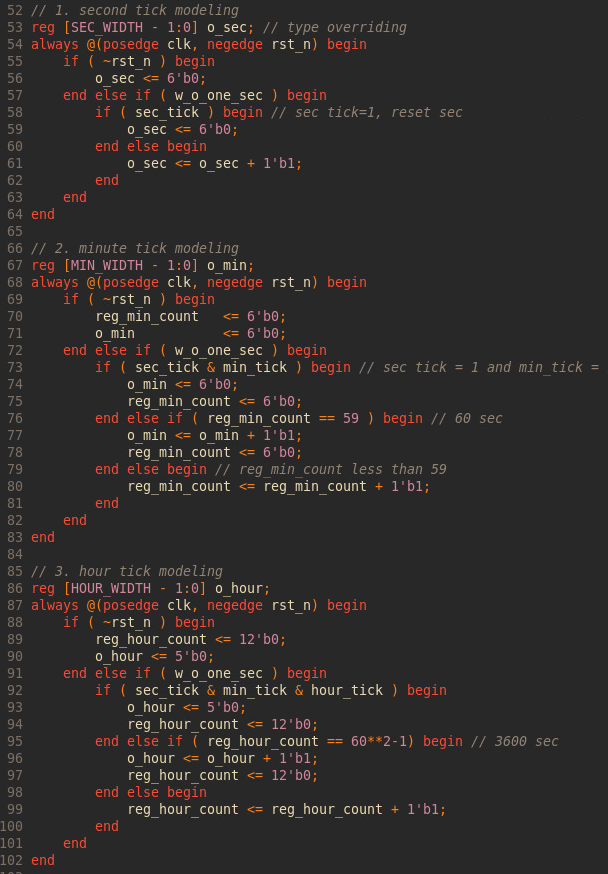 52 // 1. second tick modeling
53 reg [SEC_WIDTH - 1:0] o_sec; // type overriding
54 always @(posedge clk, negedge rst_n) begin
55     if ( ~rst_n ) begin
56         o_sec <= 6'b0;
57     end else if ( w_o_one_sec ) begin
58         if ( sec_tick ) begin // sec tick=1, reset sec
59             o_sec <= 6'b0;
60         end else begin
61             o_sec <= o_sec + 1'b1;
62         end
63     end
64 end
65
66 // 2. minute tick modeling
67 reg [MIN_WIDTH - 1:0] o_min;
68 always @(posedge clk, negedge rst_n) begin
69     if ( ~rst_n ) begin
70         reg_min_count   <= 6'b0;
71         o_min           <= 6'b0;
72     end else if ( w_o_one_sec ) begin
73         if ( sec_tick & min_tick ) begin // sec tick = 1 and min_tick =
74             o_min <= 6'b0;
75             reg_min_count <= 6'b0;
76         end else if ( reg_min_count == 59 ) begin // 60 sec
77             o_min <= o_min + 1'b1;
78             reg_min_count <= 6'b0;
79         end else begin // reg_min_count less than 59
80             reg_min_count <= reg_min_count + 1'b1;
81         end
82     end
83 end
84
85 // 3. hour tick modeling
86 reg [HOUR_WIDTH - 1:0] o_hour;
87 always @(posedge clk, negedge rst_n) begin
88     if ( ~rst_n ) begin
89         reg_hour_count <= 12'b0;
90         o_hour <= 5'b0;
91     end else if ( w_o_one_sec ) begin
92         if ( sec_tick & min_tick & hour_tick ) begin
93             o_hour <= 5'b0;
94             reg_hour_count <= 12'b0;
95         end else if ( reg_hour_count == 60**2-1) begin // 3600 sec
96             o_hour <= o_hour + 1'b1;
97             reg_hour_count <= 12'b0;
98         end else begin
99             reg_hour_count <= reg_hour_count + 1'b1;
100         end
101     end
102 end